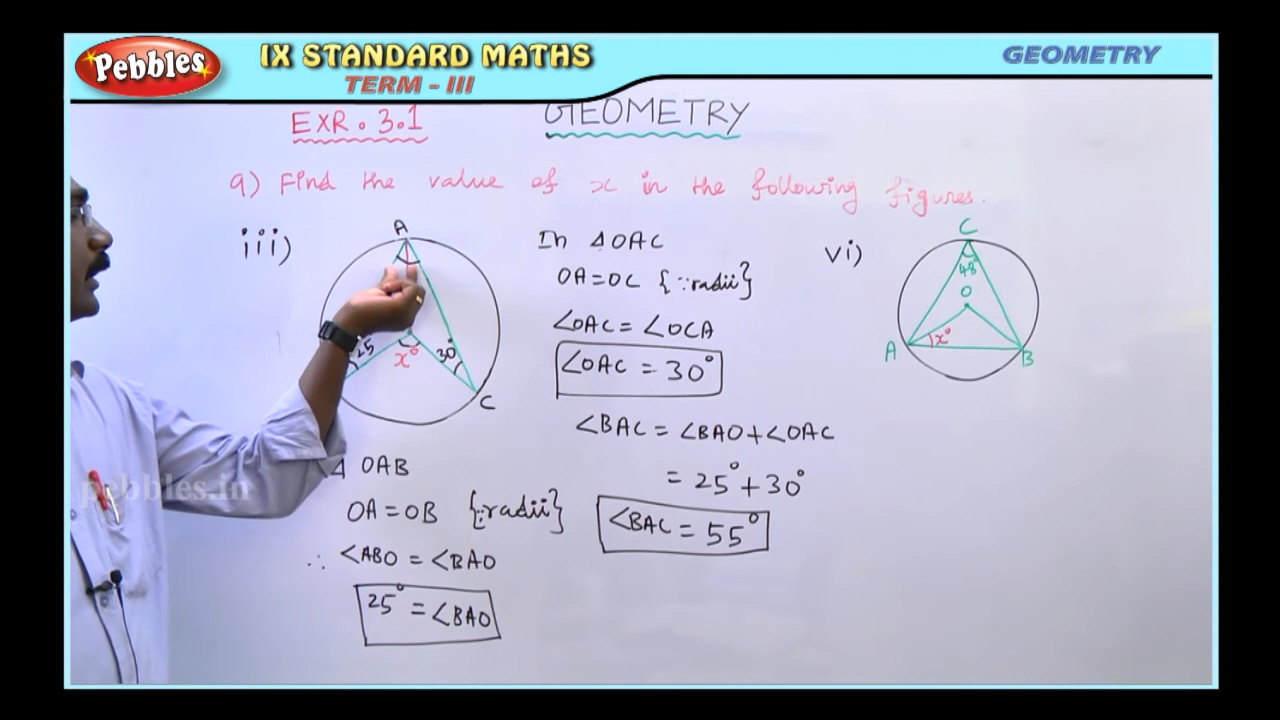 Pebbles
IX STANDARD MATHS
TERM - III
GEOMETRY
EXR. 3.1
GEOMETRY
9) Find the value of x in the following figures.
iii)
A
25
x°
30°
C
In ΔOAC
OA = OC {∵radii}
∠OAC = ∠OCA
∠OAC = 30°
∠BAC = ∠BAO + ∠OAC
= 25° + 30°
∠BAC = 55°
vi)
C
48°
O
x°
A
B
Δ OAB
OA = OB {∵radii}
∴ ∠ABO = ∠BAO
25° = ∠BAO
pebbles.in